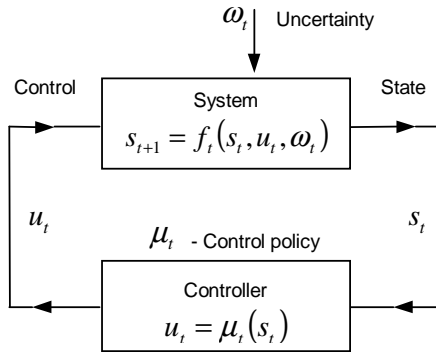 ω_t Uncertainty
Control
System
State
s_{t+1} = f_t(s_t, u_t, ω_t)
u_t
s_t
μ_t - Control policy
Controller
u_t = μ_t(s_t)